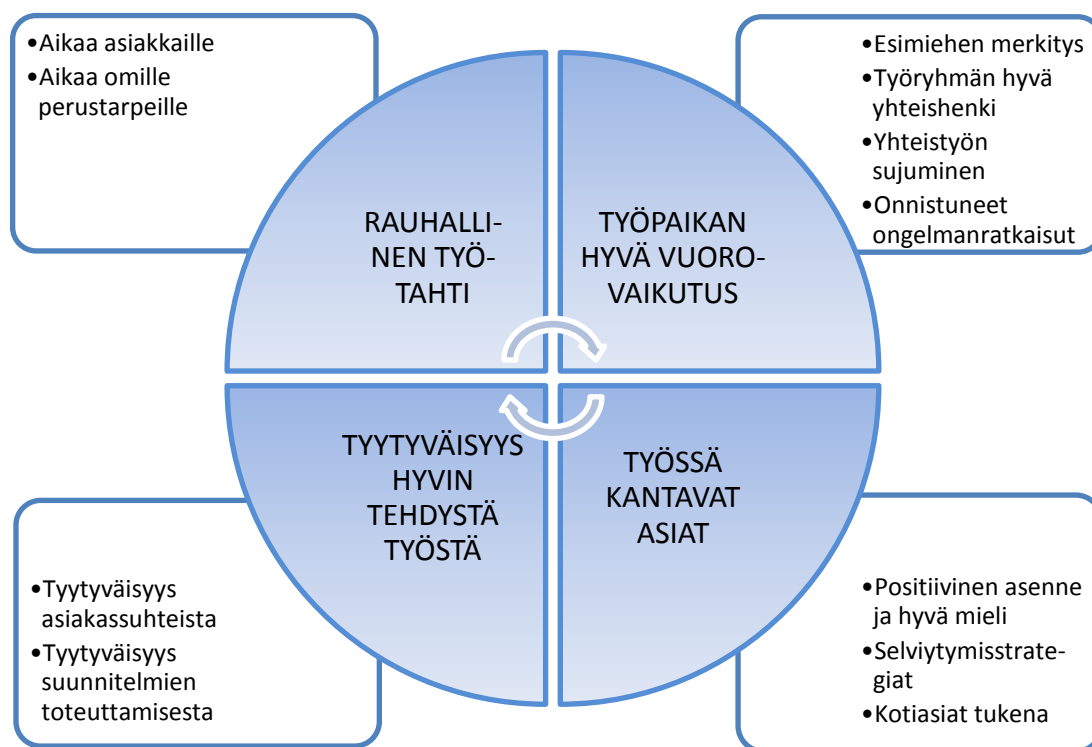 •Aikaa asiakkaille
•Aikaa omille
perustarpeille
•Esimiehen merkitys
•Työryhmän hyvä
yhteishenki
•Yhteistyön
sujuminen
•Onnistuneet
ongelmanratkaisut
RAUHALLI-
NEN TYÖ-
TAHTI
TYÖPAIKAN
HYVÄ VUORO-
VAIKUTUS
TYYTYVÄISYYS
HYVIN
TEHDYSTÄ
TYÖSTÄ
TYÖSSÄ
KANTAVAT
ASIAT
•Tyytyväisyys
asiakassuhteista
•Tyytyväisyys
suunnitelmien
toteuttamisesta
•Positiivinen asenne
ja hyvä mieli
•Selviytymisstrate-
giat
•Kotiasiat tukena